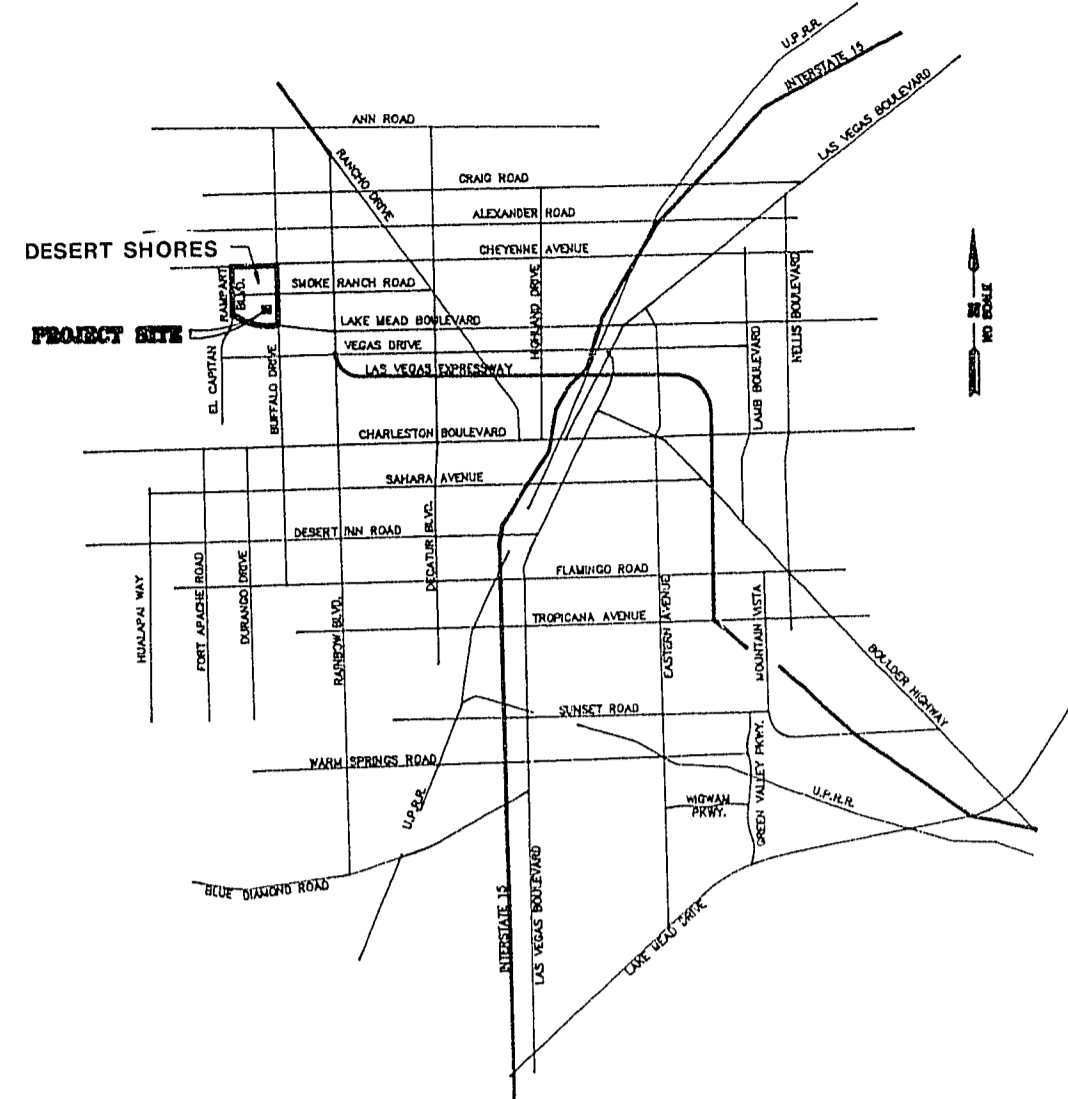 U.P.R.R.
INTERSTATE 15
LAS VEGAS BOULEVARD
ANN ROAD
RANCHO DRIVE
CRAIG ROAD
ALEXANDER ROAD
CHEYENNE AVENUE
DESERT SHORES
RAMPART
BLVD.
SMOKE RANCH ROAD
HIGHLAND DRIVE
NELLIS BOULEVARD
NO SCALE
PROJECT SITE
LAKE MEAD BOULEVARD
VEGAS DRIVE
LAS VEGAS EXPRESSWAY
EL CAPITAN
BUFFALO DRIVE
LAMB BOULEVARD
CHARLESTON BOULEVARD
SAHARA AVENUE
DECATUR BLVD.
DESERT INN ROAD
FLAMINGO ROAD
HUALAPAI WAY
FORT APACHE ROAD
DURANGO DRIVE
RAINBOW BLVD.
TROPICANA AVENUE
EASTERN AVENUE
MOUNTAIN VISTA
BOULDER HIGHWAY
SUNSET ROAD
WARM SPRINGS ROAD
GREEN VALLEY PKWY.
WIGWAM
PKWY.
U.P.R.R.
U.P.R.R.
BLUE DIAMOND ROAD
INTERSTATE 15
LAS VEGAS BOULEVARD
LAKE MEAD DRIVE